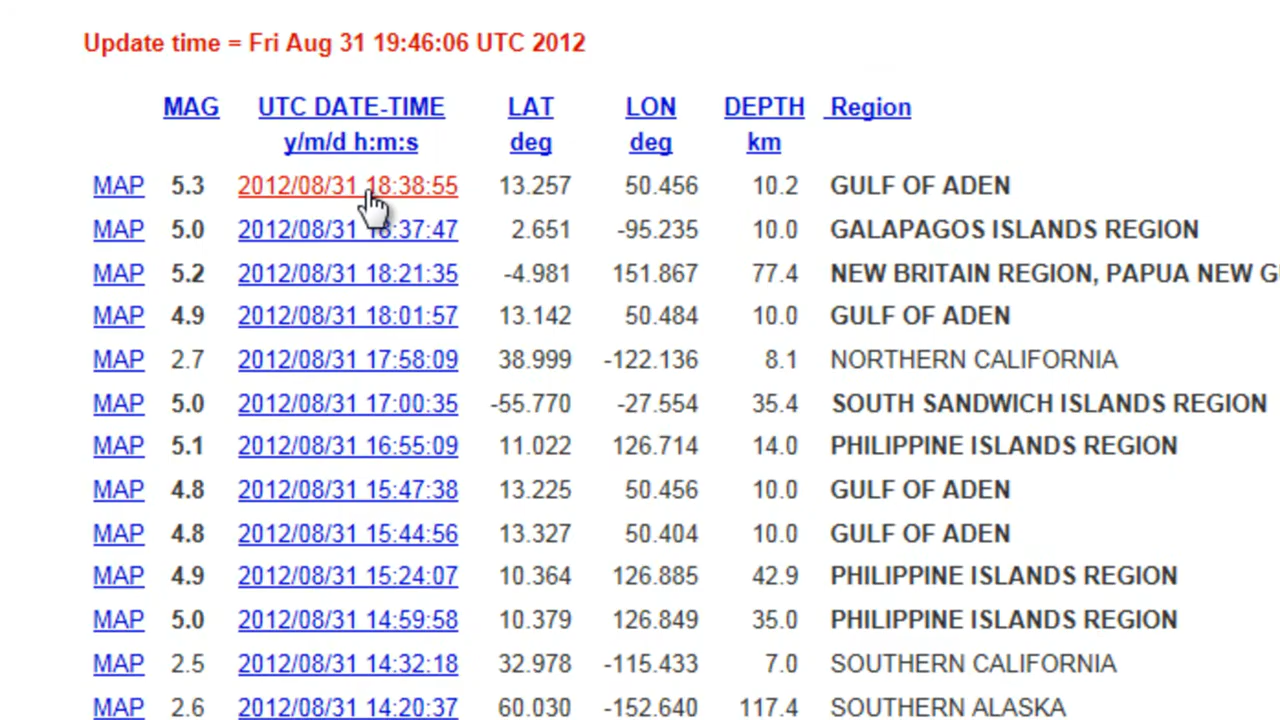 Update time = Fri Aug 31 19:46:06 UTC 2012
MAG UTC DATE-TIME LAT LON DEPTH Region
y/m/d h:m:s deg deg km
MAP 5.3 2012/08/31 18:38:55 13.257 50.456 10.2 GULF OF ADEN
MAP 5.0 2012/08/31 18:37:47 2.651 -95.235 10.0 GALAPAGOS ISLANDS REGION
MAP 5.2 2012/08/31 18:21:35 -4.981 151.867 77.4 NEW BRITAIN REGION, PAPUA NEW G
MAP 4.9 2012/08/31 18:01:57 13.142 50.484 10.0 GULF OF ADEN
MAP 2.7 2012/08/31 17:58:09 38.999 -122.136 8.1 NORTHERN CALIFORNIA
MAP 5.0 2012/08/31 17:00:35 -55.770 -27.554 35.4 SOUTH SANDWICH ISLANDS REGION
MAP 5.1 2012/08/31 16:55:09 11.022 126.714 14.0 PHILIPPINE ISLANDS REGION
MAP 4.8 2012/08/31 15:47:38 13.225 50.456 10.0 GULF OF ADEN
MAP 4.8 2012/08/31 15:44:56 13.327 50.404 10.0 GULF OF ADEN
MAP 4.9 2012/08/31 15:24:07 10.364 126.885 42.9 PHILIPPINE ISLANDS REGION
MAP 5.0 2012/08/31 14:59:58 10.379 126.849 35.0 PHILIPPINE ISLANDS REGION
MAP 2.5 2012/08/31 14:32:18 32.978 -115.433 7.0 SOUTHERN CALIFORNIA
MAP 2.6 2012/08/31 14:20:37 60.030 -152.640 117.4 SOUTHERN ALASKA